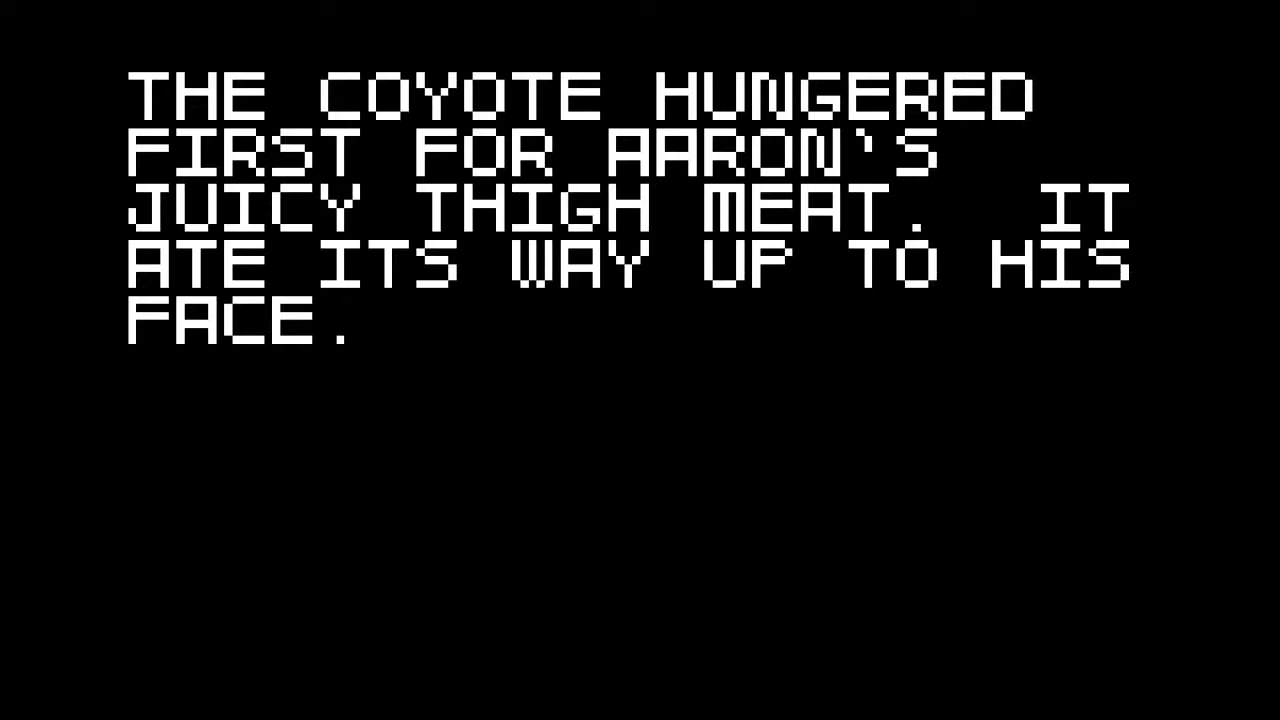 THE COYOTE HUNGERED
FIRST FOR AARON'S
JUICY THIGH MEAT.  IT
ATE ITS WAY UP TO HIS
FACE.